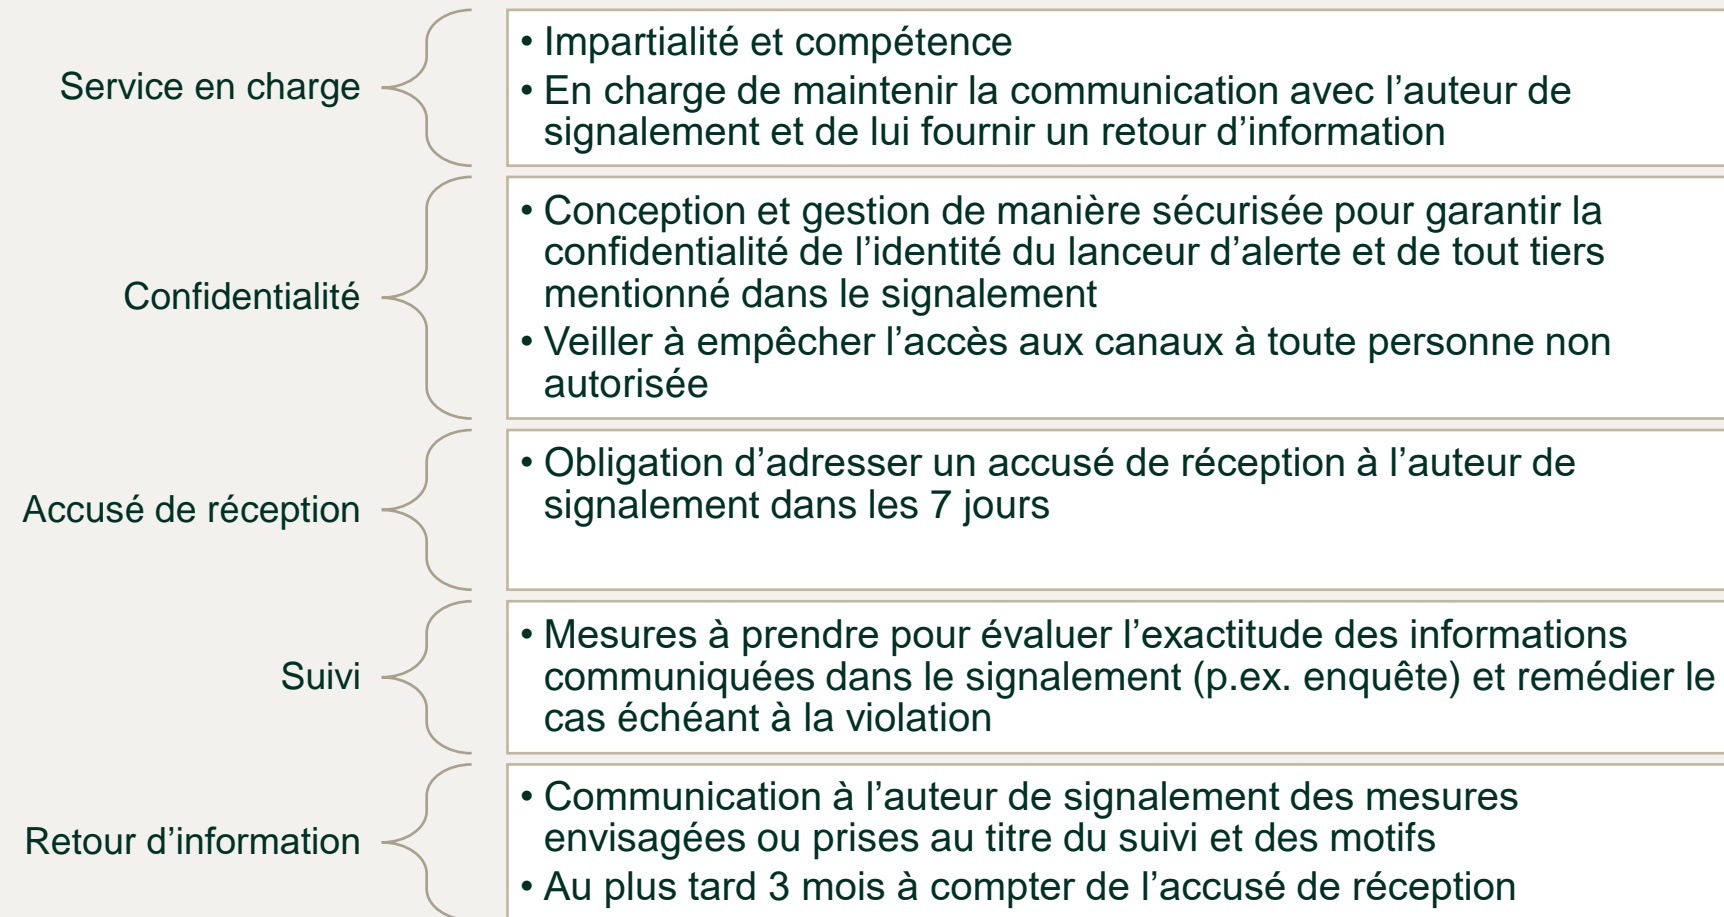 Service en charge
• Impartialité et compétence
• En charge de maintenir la communication avec l’auteur de
signalement et de lui fournir un retour d’information
Confidentialité
• Conception et gestion de manière sécurisée pour garantir la
confidentialité de l’identité du lanceur d’alerte et de tout tiers
mentionné dans le signalement
• Veiller à empêcher l’accès aux canaux à toute personne non
autorisée
Accusé de réception
• Obligation d’adresser un accusé de réception à l’auteur de
signalement dans les 7 jours
Suivi
• Mesures à prendre pour évaluer l’exactitude des informations
communiquées dans le signalement (p.ex. enquête) et remédier le
cas échéant à la violation
Retour d’information
• Communication à l’auteur de signalement des mesures
envisagées ou prises au titre du suivi et des motifs
• Au plus tard 3 mois à compter de l’accusé de réception